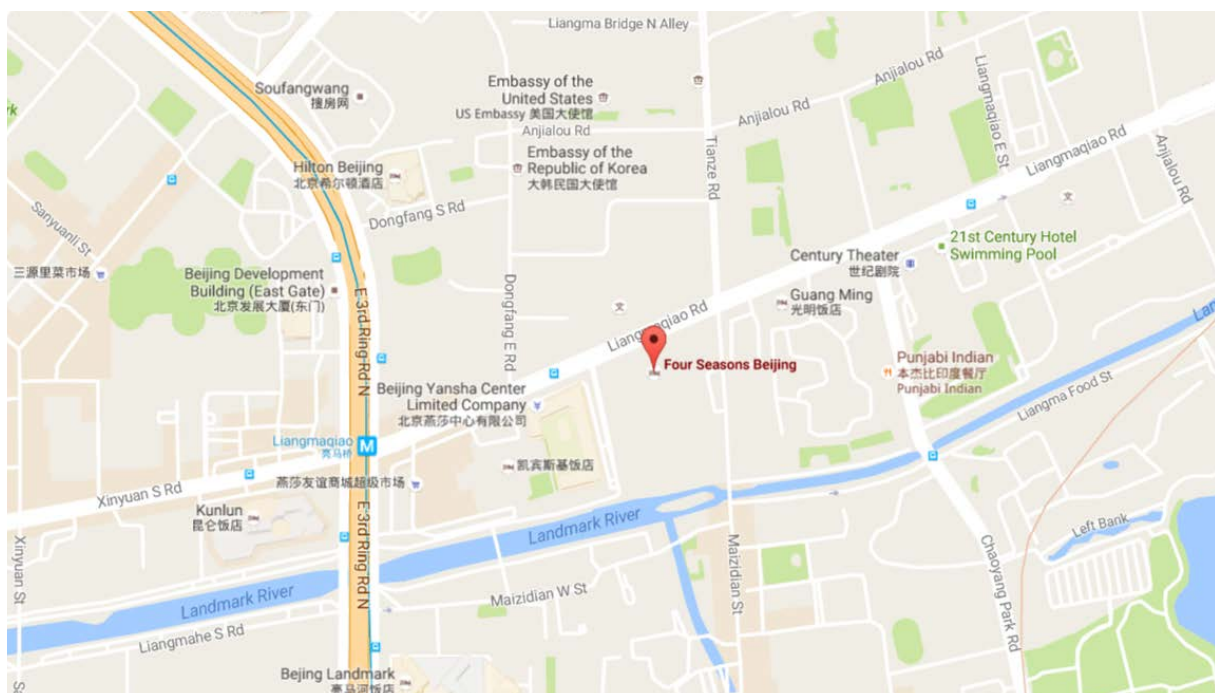 Liangma Bridge N Alley
Soufangwang
搜房网
Embassy of the
United States
US Embassy 美国大使馆
Anjialou Rd
Anjialou Rd
Anjialou Rd
Liangmaqiao E St
Liangmaqiao Rd
Anjialou Rd
Tianze Rd
Hilton Beijing
北京希尔顿酒店
Embassy of the
Republic of Korea
大韩民国大使馆
Dongfang S Rd
Sanyuanli St
三源里菜市场
Beijing Development
Building (East Gate)
北京发展大厦(东门)
E 3rd Ring Rd N
Dongfang E Rd
21st Century Hotel
Swimming Pool
Century Theater
世纪剧院
Guang Ming
光明饭店
文
文
Liangmaqiao Rd
Four Seasons Beijing
Punjabi Indian
本杰比印度餐厅
Punjabi Indian
Lian
Liangma Food St
Beijing Yansha Center
Limited Company
北京燕莎中心有限公司
Liangmaqiao
亮马桥
M
凯宾斯基饭店
燕莎友谊商城超级市场
Xinyuan S Rd
Kunlun
昆仑饭店
E 3rd Ring Rd N
Landmark River
Left Bank
Xinyuan St
Landmark River
Maizidian W St
Maizidian St
Chaoyang Park Rd
Liangmahe S Rd
Beijing Landmark
亮马河饭店